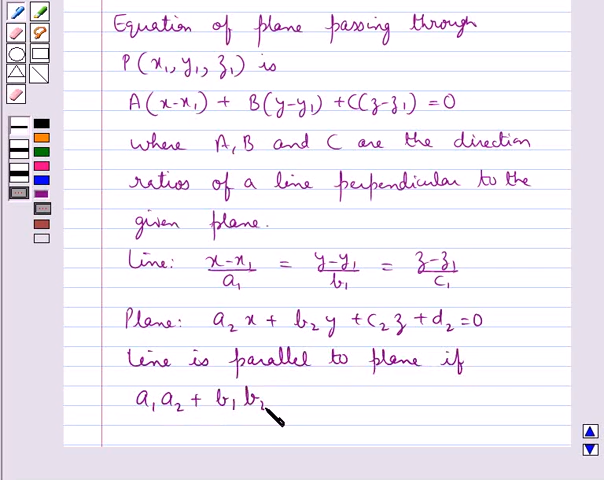 Equation of plane passing through
P(x₁, y₁, z₁) is
A(x-x₁) + B(y-y₁) + C(z-z₁) = 0
where A, B and C are the direction
ratios of a line perpendicular to the
given plane.
Line: (x-x₁)/a₁ = (y-y₁)/b₁ = (z-z₁)/c₁
Plane: a₂x + b₂y + c₂z + d₂ = 0
Line is parallel to plane if
a₁a₂ + b₁b₂